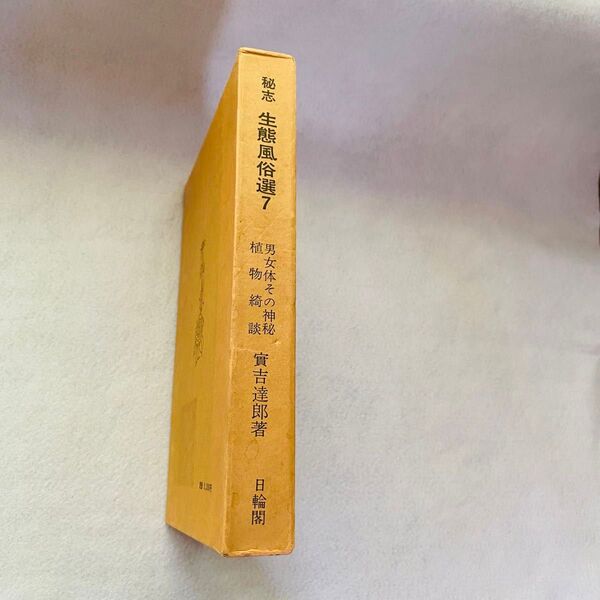 秘志
生態風俗選7
男女体その神秘
植物綺談
實吉達郎著
日輪閣